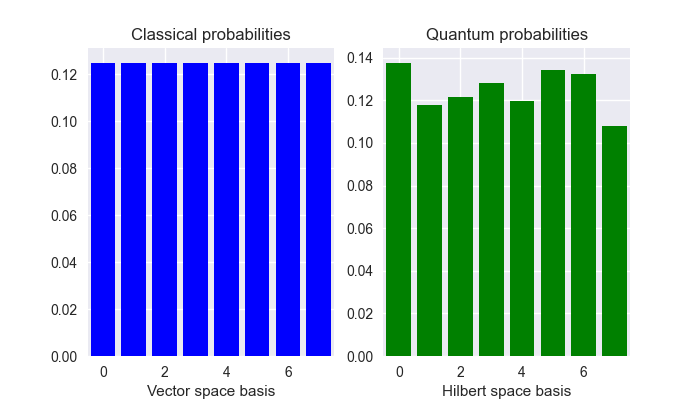 Classical probabilities
0.12
0.10
0.08
0.06
0.04
0.02
0.00
0 2 4 6
Vector space basis
Quantum probabilities
0.14
0.12
0.10
0.08
0.06
0.04
0.02
0.00
0 2 4 6
Hilbert space basis